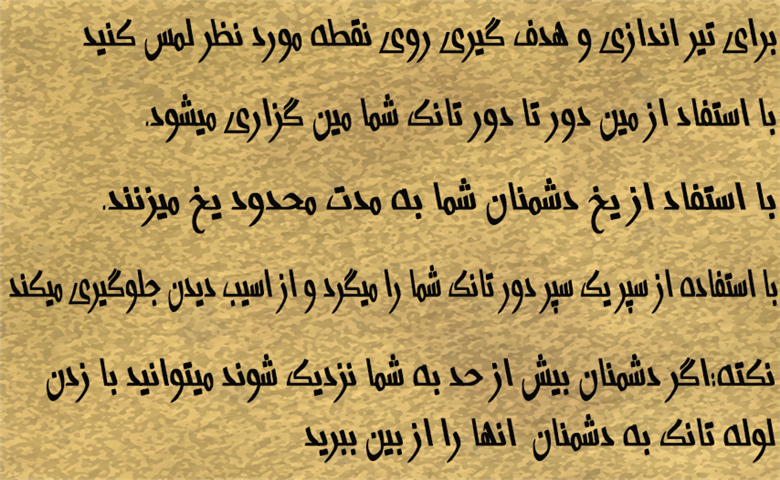 برای تیر اندازی و هدف گیری روی نقطه مورد نظر لمس کنید
با استفاد از مین دور تا دور تانک شما مین گزاری میشود.
با استفاد از یخ دشمنان شما به مدت محدود یخ میزنند.
با استفاده از سپر یک سپر دور تانک شما را میگرد و از اسیب دیدن جلوگیری میکند
نکته:اگر دشمنان بیش از حد به شما نزدیک شوند میتوانید با زدن
لوله تانک به دشمنان انها را از بین ببرید